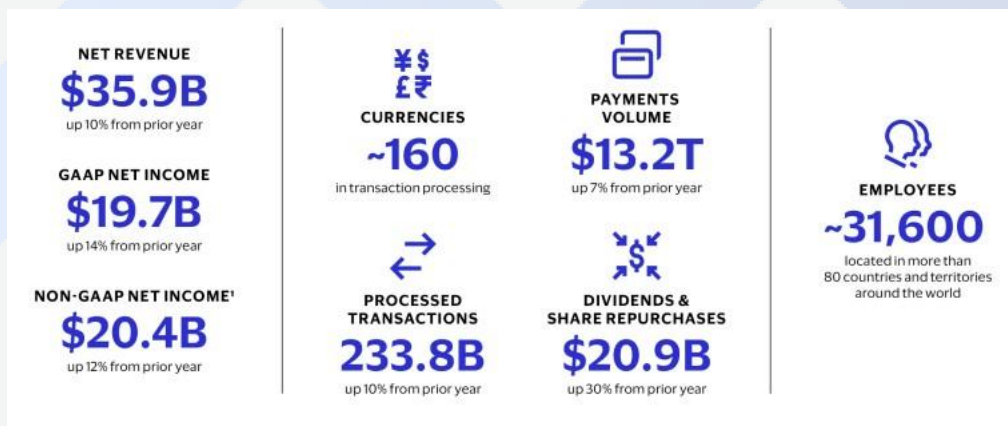 NET REVENUE
$35.9B
up 10% from prior year
GAAP NET INCOME
$19.7B
up 14% from prior year
NON-GAAP NET INCOME¹
$20.4B
up 12% from prior year
¥$
£₹
CURRENCIES
~160
in transaction processing
PROCESSED
TRANSACTIONS
233.8B
up 10% from prior year
PAYMENTS
VOLUME
$13.2T
up 7% from prior year
$
DIVIDENDS &
SHARE REPURCHASES
$20.9B
up 30% from prior year
EMPLOYEES
~31,600
located in more than
80 countries and territories
around the world